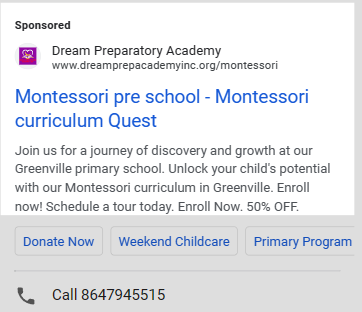 Sponsored
Dream Preparatory Academy
www.dreamprepacademyinc.org/montessori
Montessori pre school - Montessori
curriculum Quest
Join us for a journey of discovery and growth at our
Greenville primary school. Unlock your child's potential
with our Montessori curriculum in Greenville. Enroll
now! Schedule a tour today. Enroll Now. 50% OFF.
Donate Now Weekend Childcare Primary Program
Call 8647945515